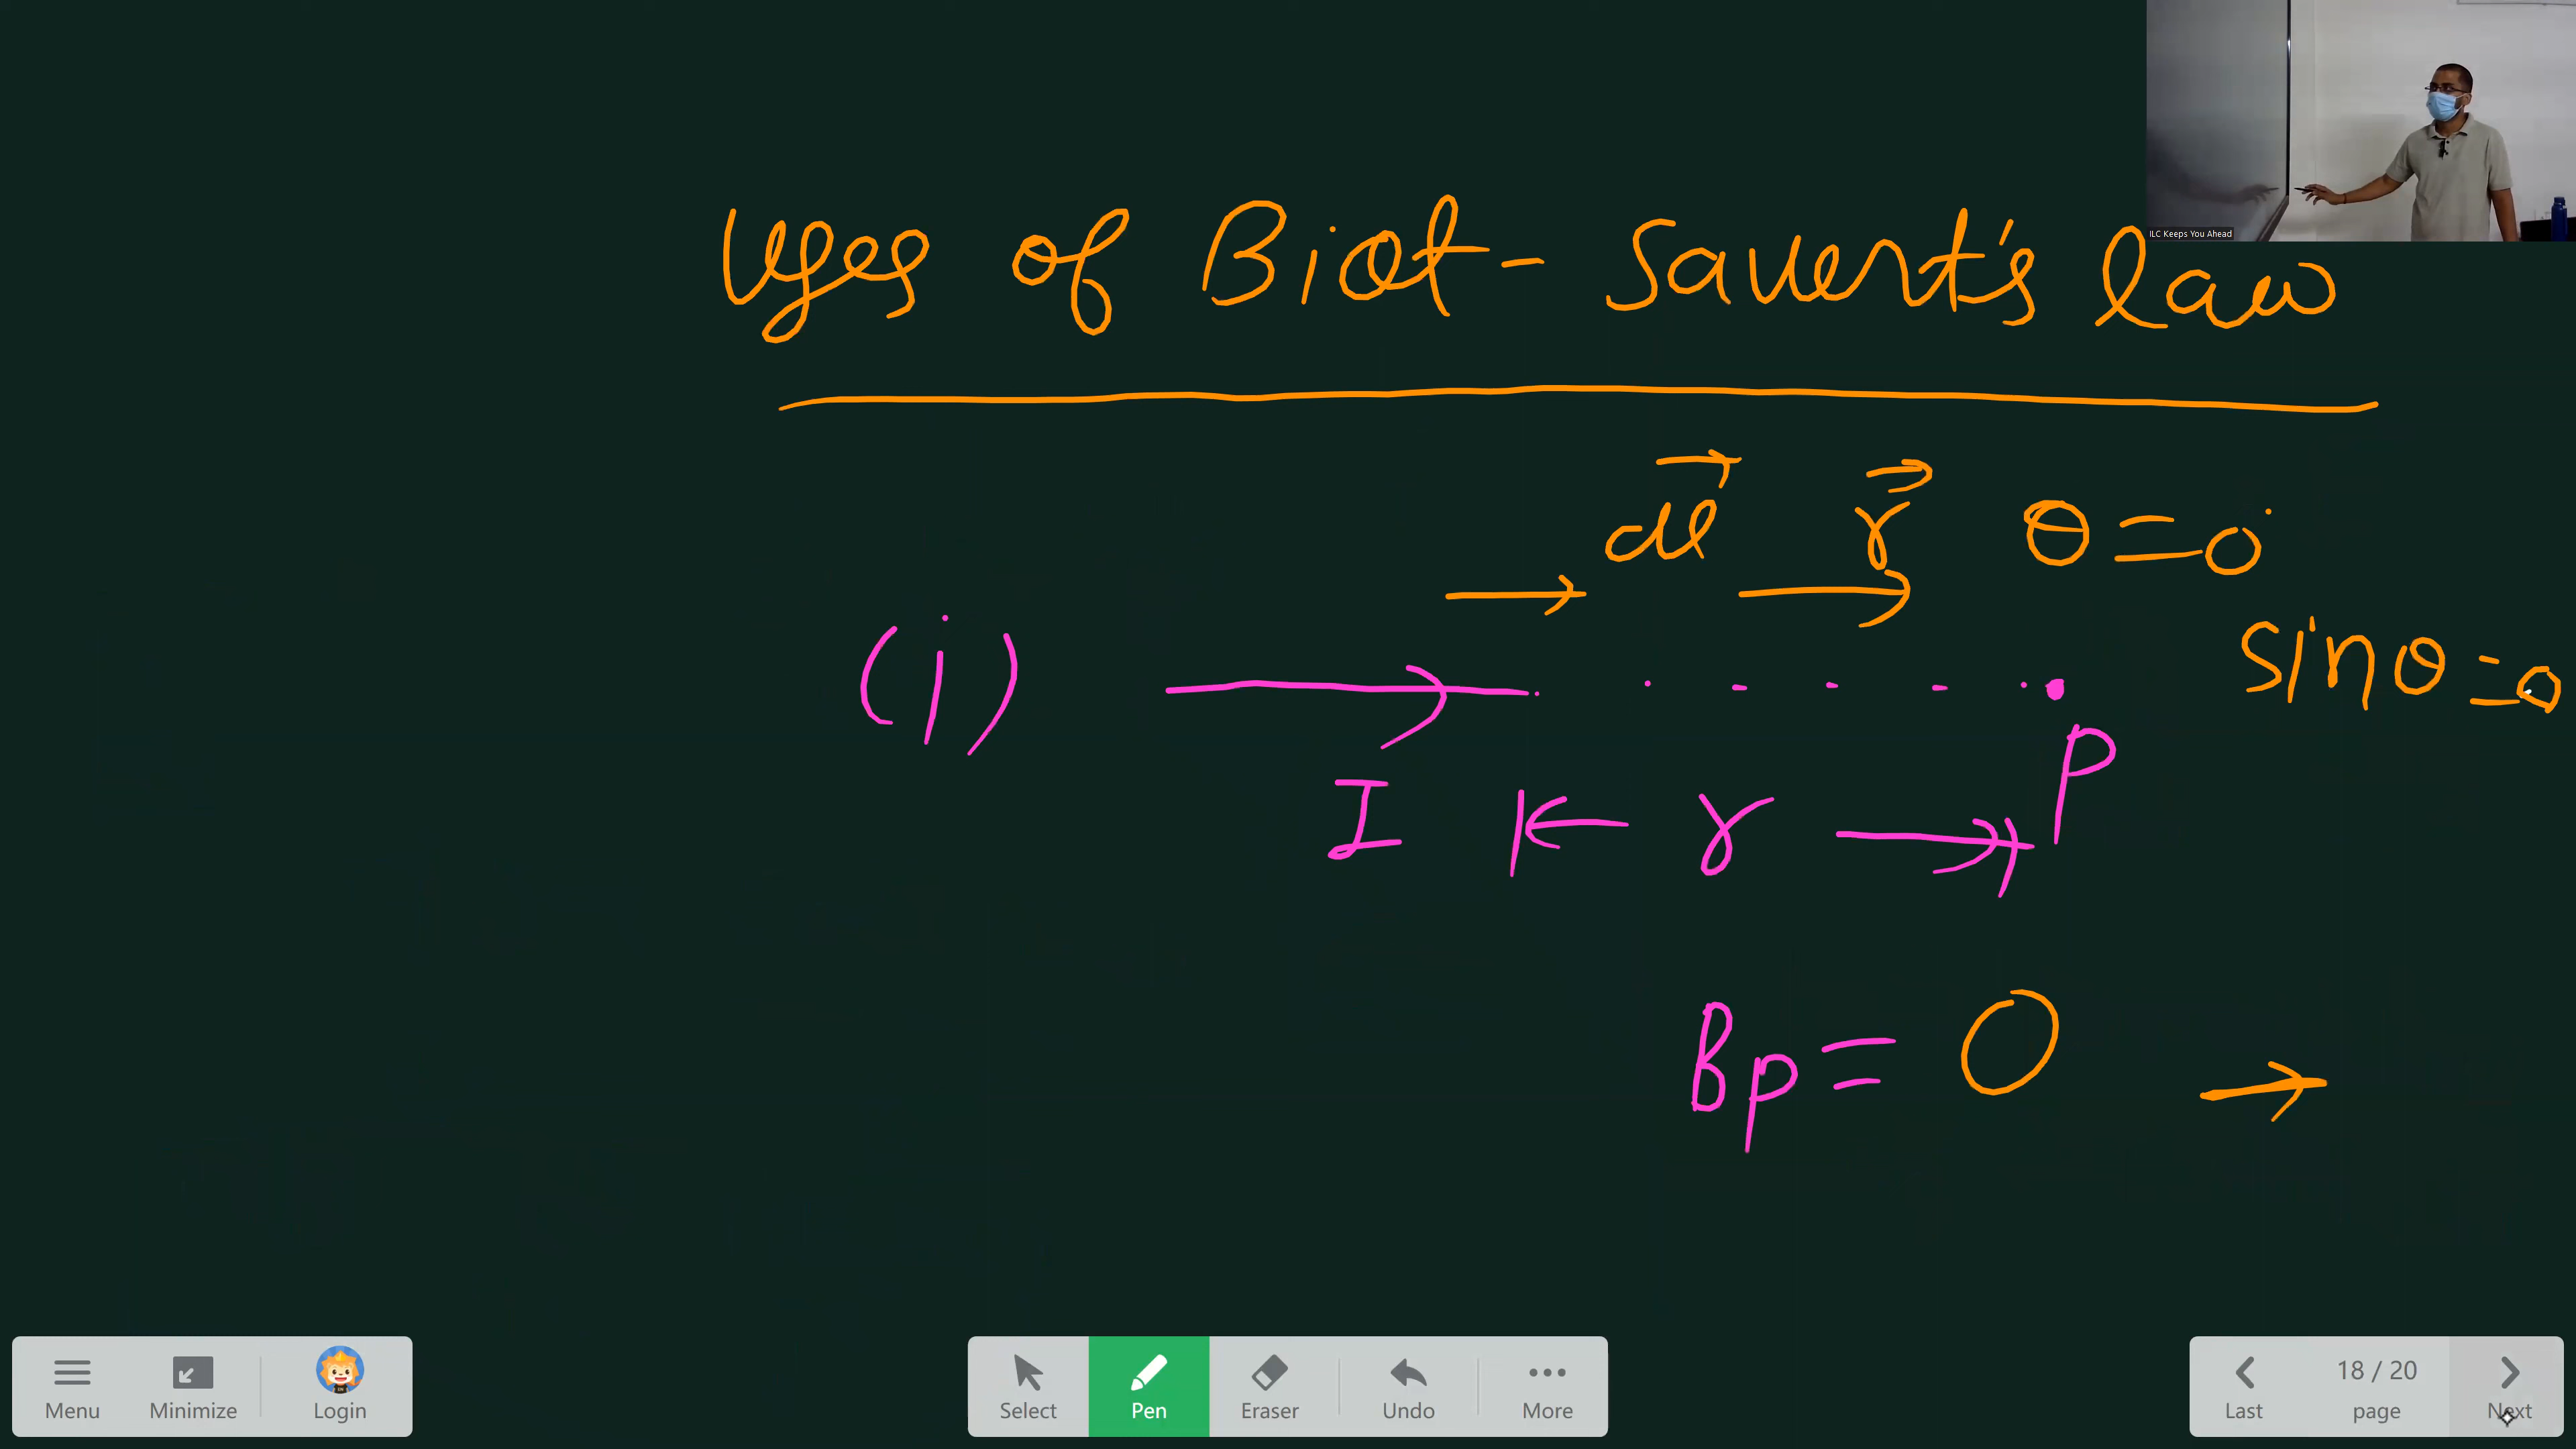 ILC Keeps You Ahead
Uses of Biot - Savert's law
dl r θ = 0°
sinθ = 0
(i)
I r P
Bp = 0 →
Menu Minimize Login Select Pen Eraser Undo More Last 18 / 20 page Next